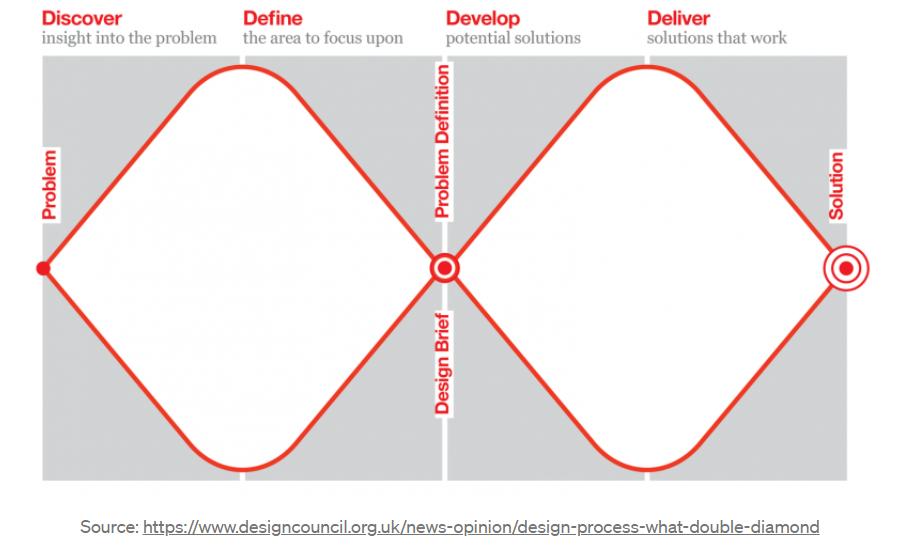 Discover
insight into the problem
Define
the area to focus upon
Develop
potential solutions
Deliver
solutions that work
Problem
Problem Definition
Design Brief
Solution
Source: https://www.designcouncil.org.uk/news-opinion/design-process-what-double-diamond